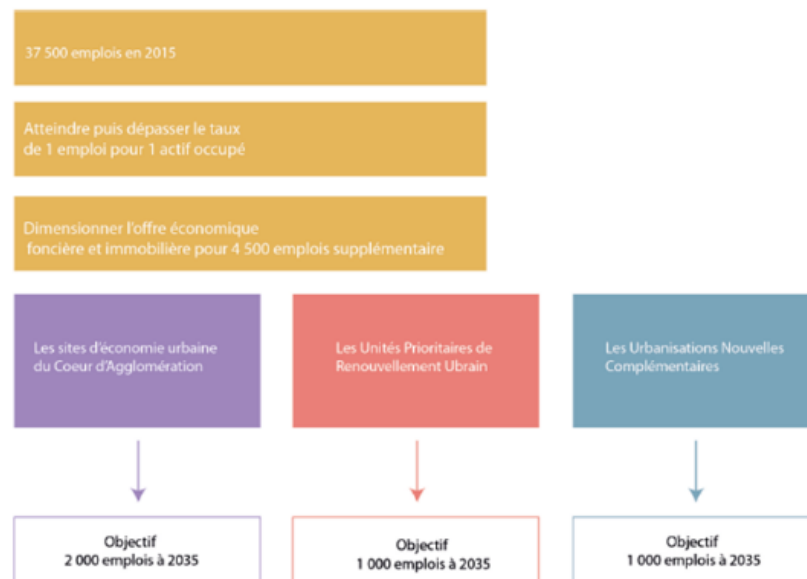 37 500 emplois en 2015
Atteindre puis dépasser le taux
de 1 emploi pour 1 actif occupé
Dimensionner l'offre économique
foncière et immobilière pour 4 500 emplois supplémentaire
Les sites d'économie urbaine
du Coeur d'Agglomération
Les Unités Prioritaires de
Renouvellement Ubrain
Les Urbanisations Nouvelles
Complémentaires
Objectif
2 000 emplois à 2035
Objectif
1 000 emplois à 2035
Objectif
1 000 emplois à 2035